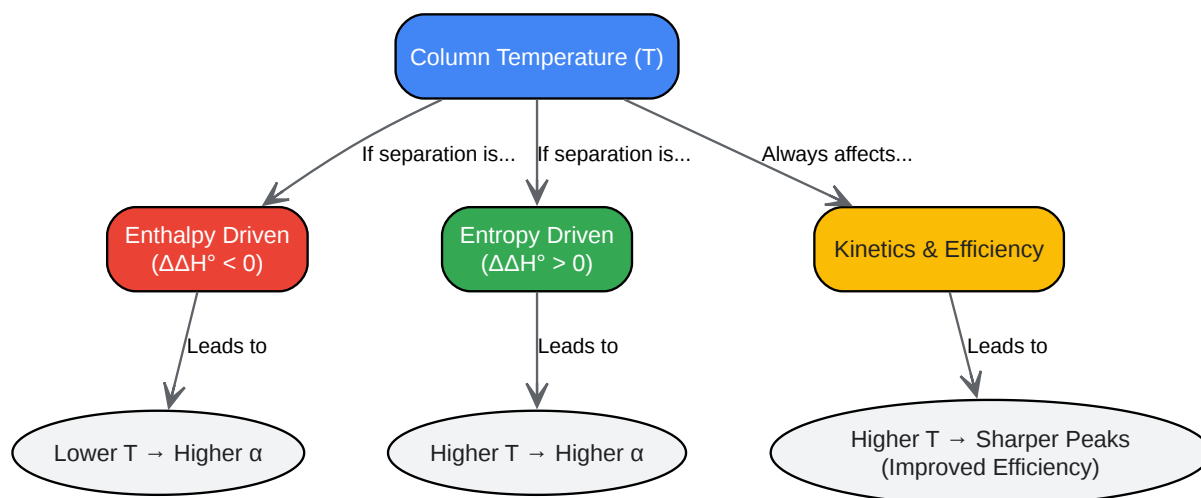 Column Temperature (T)
If separation is...
If separation is...
Always affects...
Enthalpy Driven
(ΔΔH° < 0)
Entropy Driven
(ΔΔH° > 0)
Kinetics & Efficiency
Leads to
Leads to
Leads to
Lower T → Higher α
Higher T → Higher α
Higher T → Sharper Peaks
(Improved Efficiency)